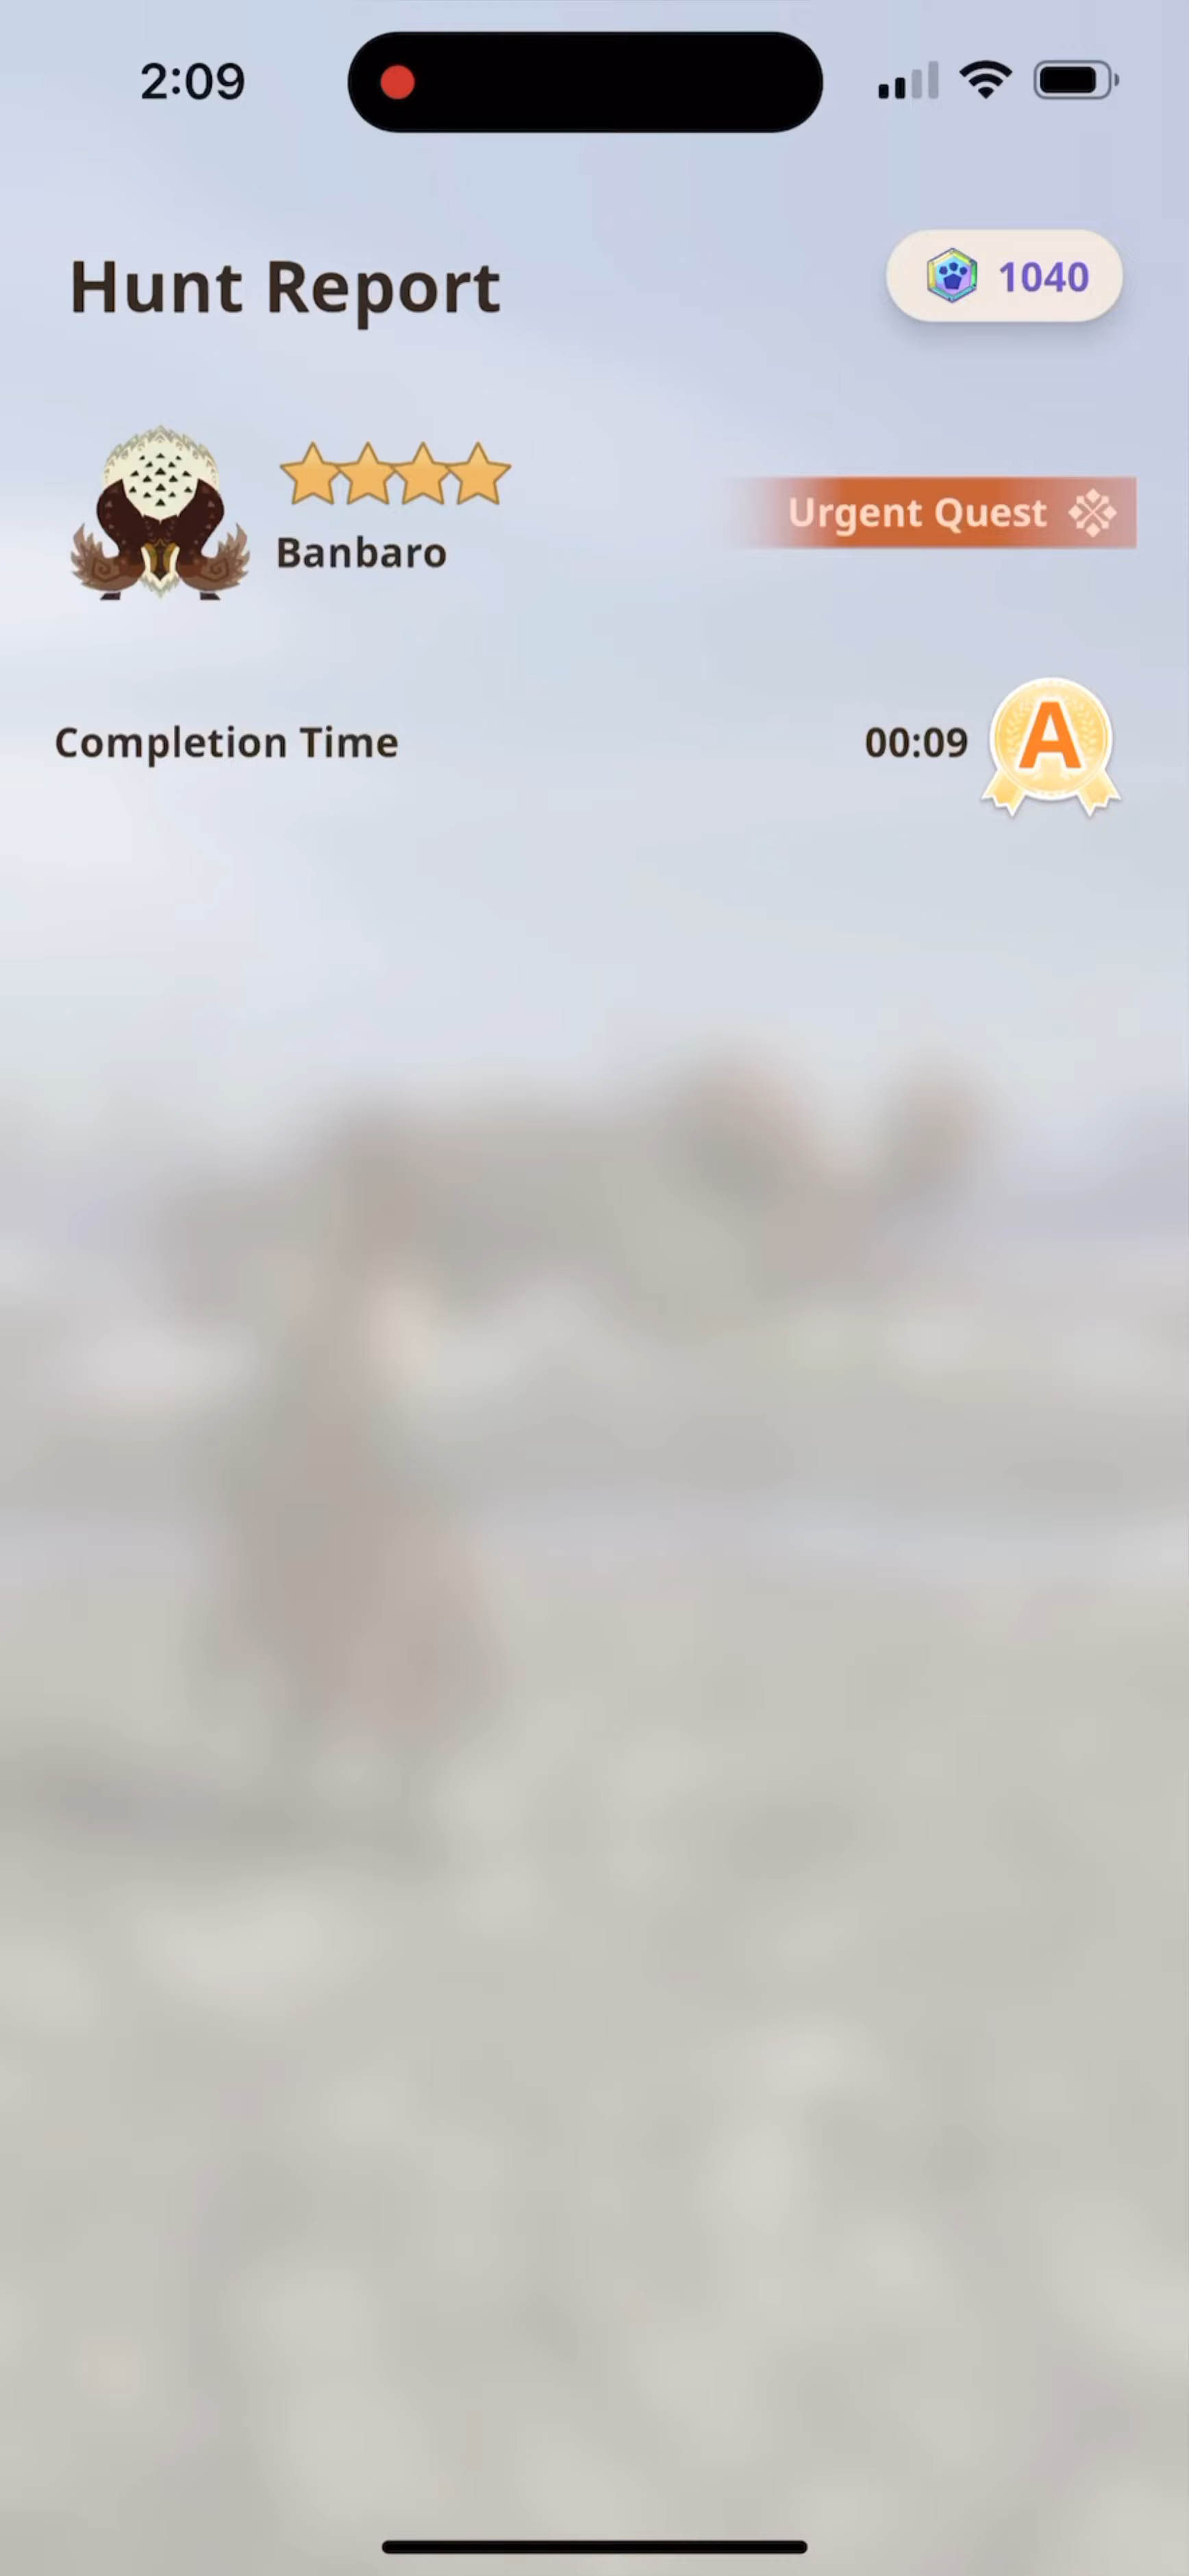 2:09
Hunt Report
1040
Urgent Quest
Banbaro
Completion Time
00:09
A